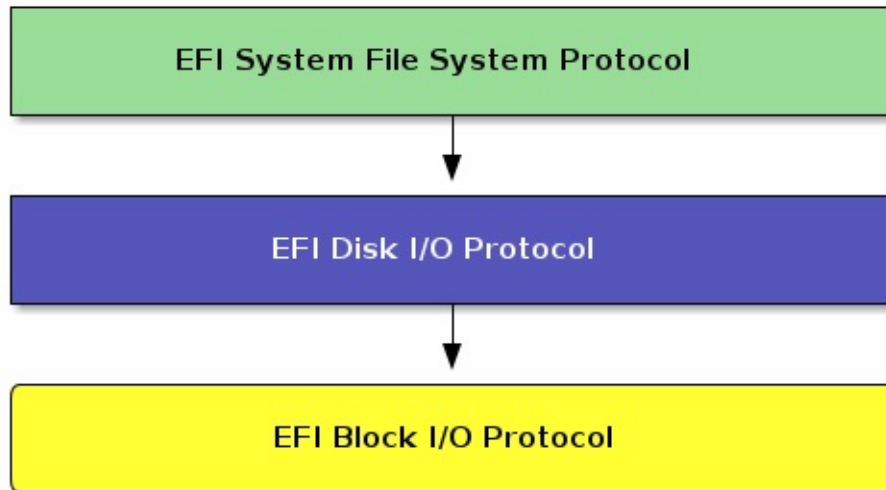 EFI System File System Protocol
EFI Disk I/O Protocol
EFI Block I/O Protocol